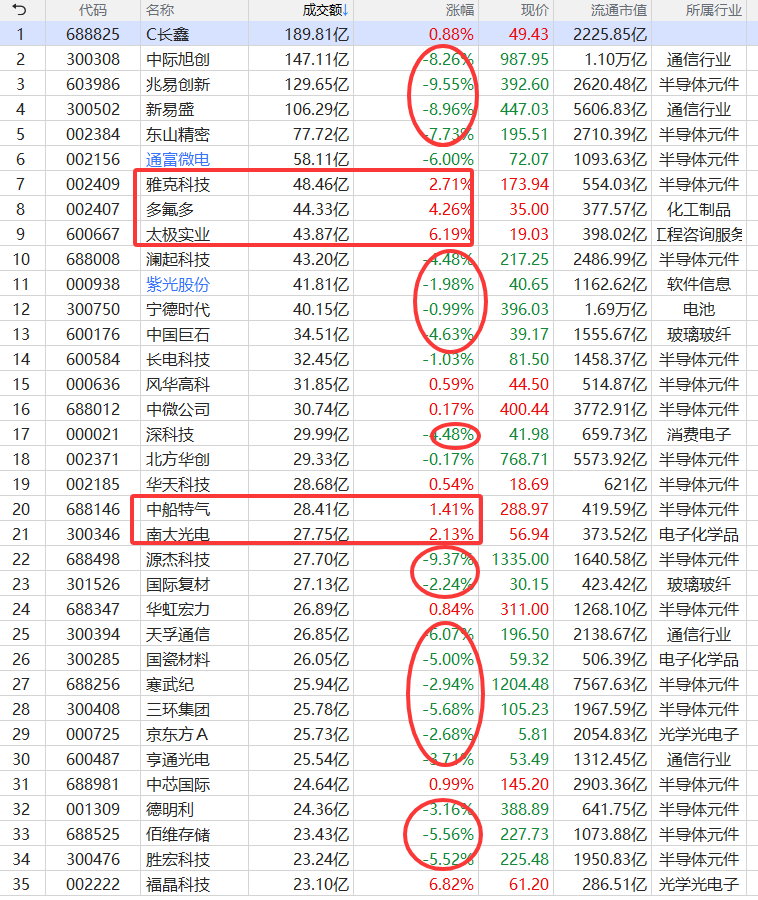 代码 名称 成交额↓ 涨幅 现价 流通市值 所属行业
1 688825 C长鑫 189.81亿 0.88% 49.43 2225.85亿
2 300308 中际旭创 147.11亿 -8.26% 987.95 1.10万亿 通信行业
3 603986 兆易创新 129.65亿 -9.55% 392.60 2620.48亿 半导体元件
4 300502 新易盛 106.29亿 -8.96% 447.03 5606.83亿 通信行业
5 002384 东山精密 77.72亿 -7.73% 195.51 2710.39亿 半导体元件
6 002156 通富微电 58.11亿 -6.00% 72.07 1093.63亿 半导体元件
7 002409 雅克科技 48.46亿 2.71% 173.94 554.03亿 半导体元件
8 002407 多氟多 44.33亿 4.26% 35.00 377.57亿 化工制品
9 600667 太极实业 43.87亿 6.19% 19.03 398.02亿 工程咨询服务
10 688008 澜起科技 43.20亿 -4.48% 217.25 2486.99亿 半导体元件
11 000938 紫光股份 41.81亿 -1.98% 40.65 1162.62亿 软件信息
12 300750 宁德时代 40.15亿 -0.99% 396.03 1.69万亿 电池
13 600176 中国巨石 34.51亿 -4.63% 39.17 1555.67亿 玻璃玻纤
14 600584 长电科技 32.45亿 -1.03% 81.50 1458.37亿 半导体元件
15 000636 风华高科 31.85亿 0.59% 44.50 514.87亿 半导体元件
16 688012 中微公司 30.74亿 0.17% 400.44 3772.91亿 半导体元件
17 000021 深科技 29.99亿 -4.48% 41.98 659.73亿 消费电子
18 002371 北方华创 29.33亿 -0.17% 768.71 5573.92亿 半导体元件
19 002185 华天科技 28.68亿 0.54% 18.69 621亿 半导体元件
20 688146 中船特气 28.41亿 1.41% 288.97 419.59亿 半导体元件
21 300346 南大光电 27.75亿 2.13% 56.94 373.52亿 电子化学品
22 688498 源杰科技 27.70亿 -9.37% 1335.00 1640.58亿 半导体元件
23 301526 国际复材 27.13亿 -2.24% 30.15 423.42亿 玻璃玻纤
24 688347 华虹宏力 26.89亿 0.84% 311.00 1268.10亿 半导体元件
25 300394 天孚通信 26.85亿 -6.07% 196.50 2138.67亿 通信行业
26 300285 国瓷材料 26.05亿 -5.00% 59.32 506.39亿 电子化学品
27 688256 寒武纪 25.94亿 -2.94% 1204.48 7567.63亿 半导体元件
28 300408 三环集团 25.78亿 -5.68% 105.23 1967.59亿 半导体元件
29 000725 京东方Ａ 25.73亿 -2.68% 5.81 2054.83亿 光学光电子
30 600487 亨通光电 25.54亿 -3.71% 53.49 1312.45亿 通信行业
31 688981 中芯国际 24.64亿 0.99% 145.20 2903.36亿 半导体元件
32 001309 德明利 24.36亿 -3.16% 388.89 641.75亿 半导体元件
33 688525 佰维存储 23.43亿 -5.56% 227.73 1073.88亿 半导体元件
34 300476 胜宏科技 23.24亿 -5.52% 225.48 1950.83亿 半导体元件
35 002222 福晶科技 23.10亿 6.82% 61.20 286.51亿 光学光电子